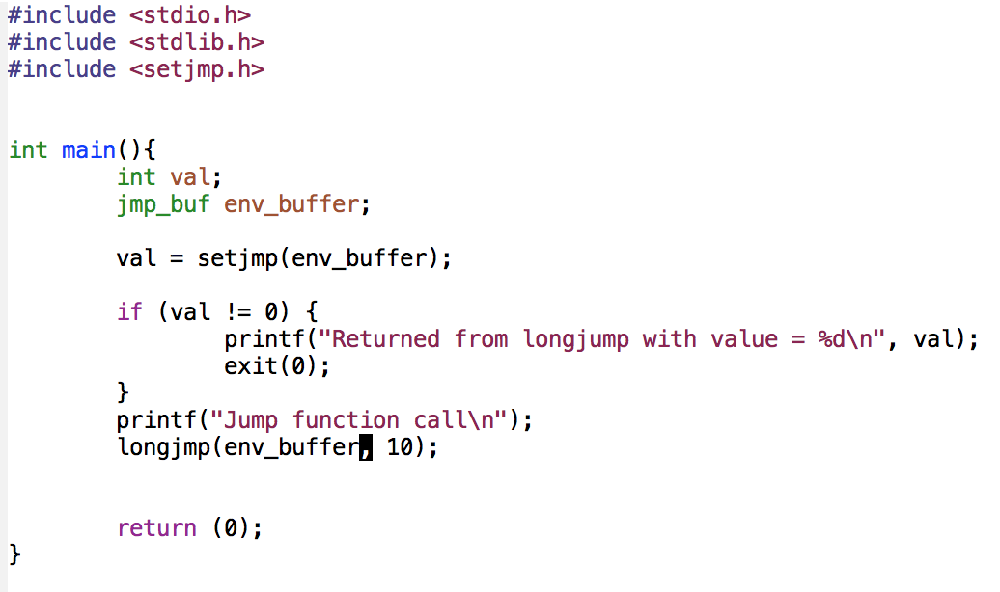 #include <stdio.h>
#include <stdlib.h>
#include <setjmp.h>
int main(){
int val;
jmp_buf env_buffer;
val = setjmp(env_buffer);
if (val != 0) {
printf("Returned from longjump with value = %d\n", val);
exit(0);
}
printf("Jump function call\n");
longjmp(env_buffer, 10);
return (0);
}